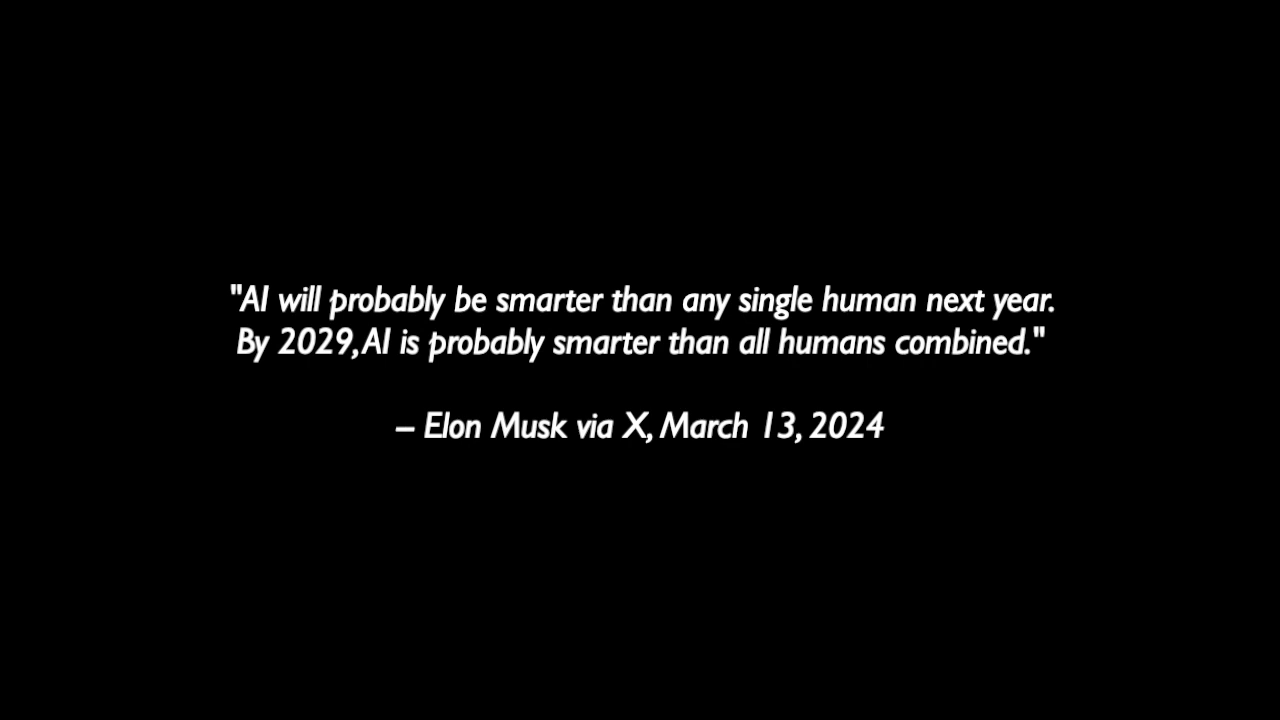 "AI will probably be smarter than any single human next year.
By 2029, AI is probably smarter than all humans combined."
– Elon Musk via X, March 13, 2024